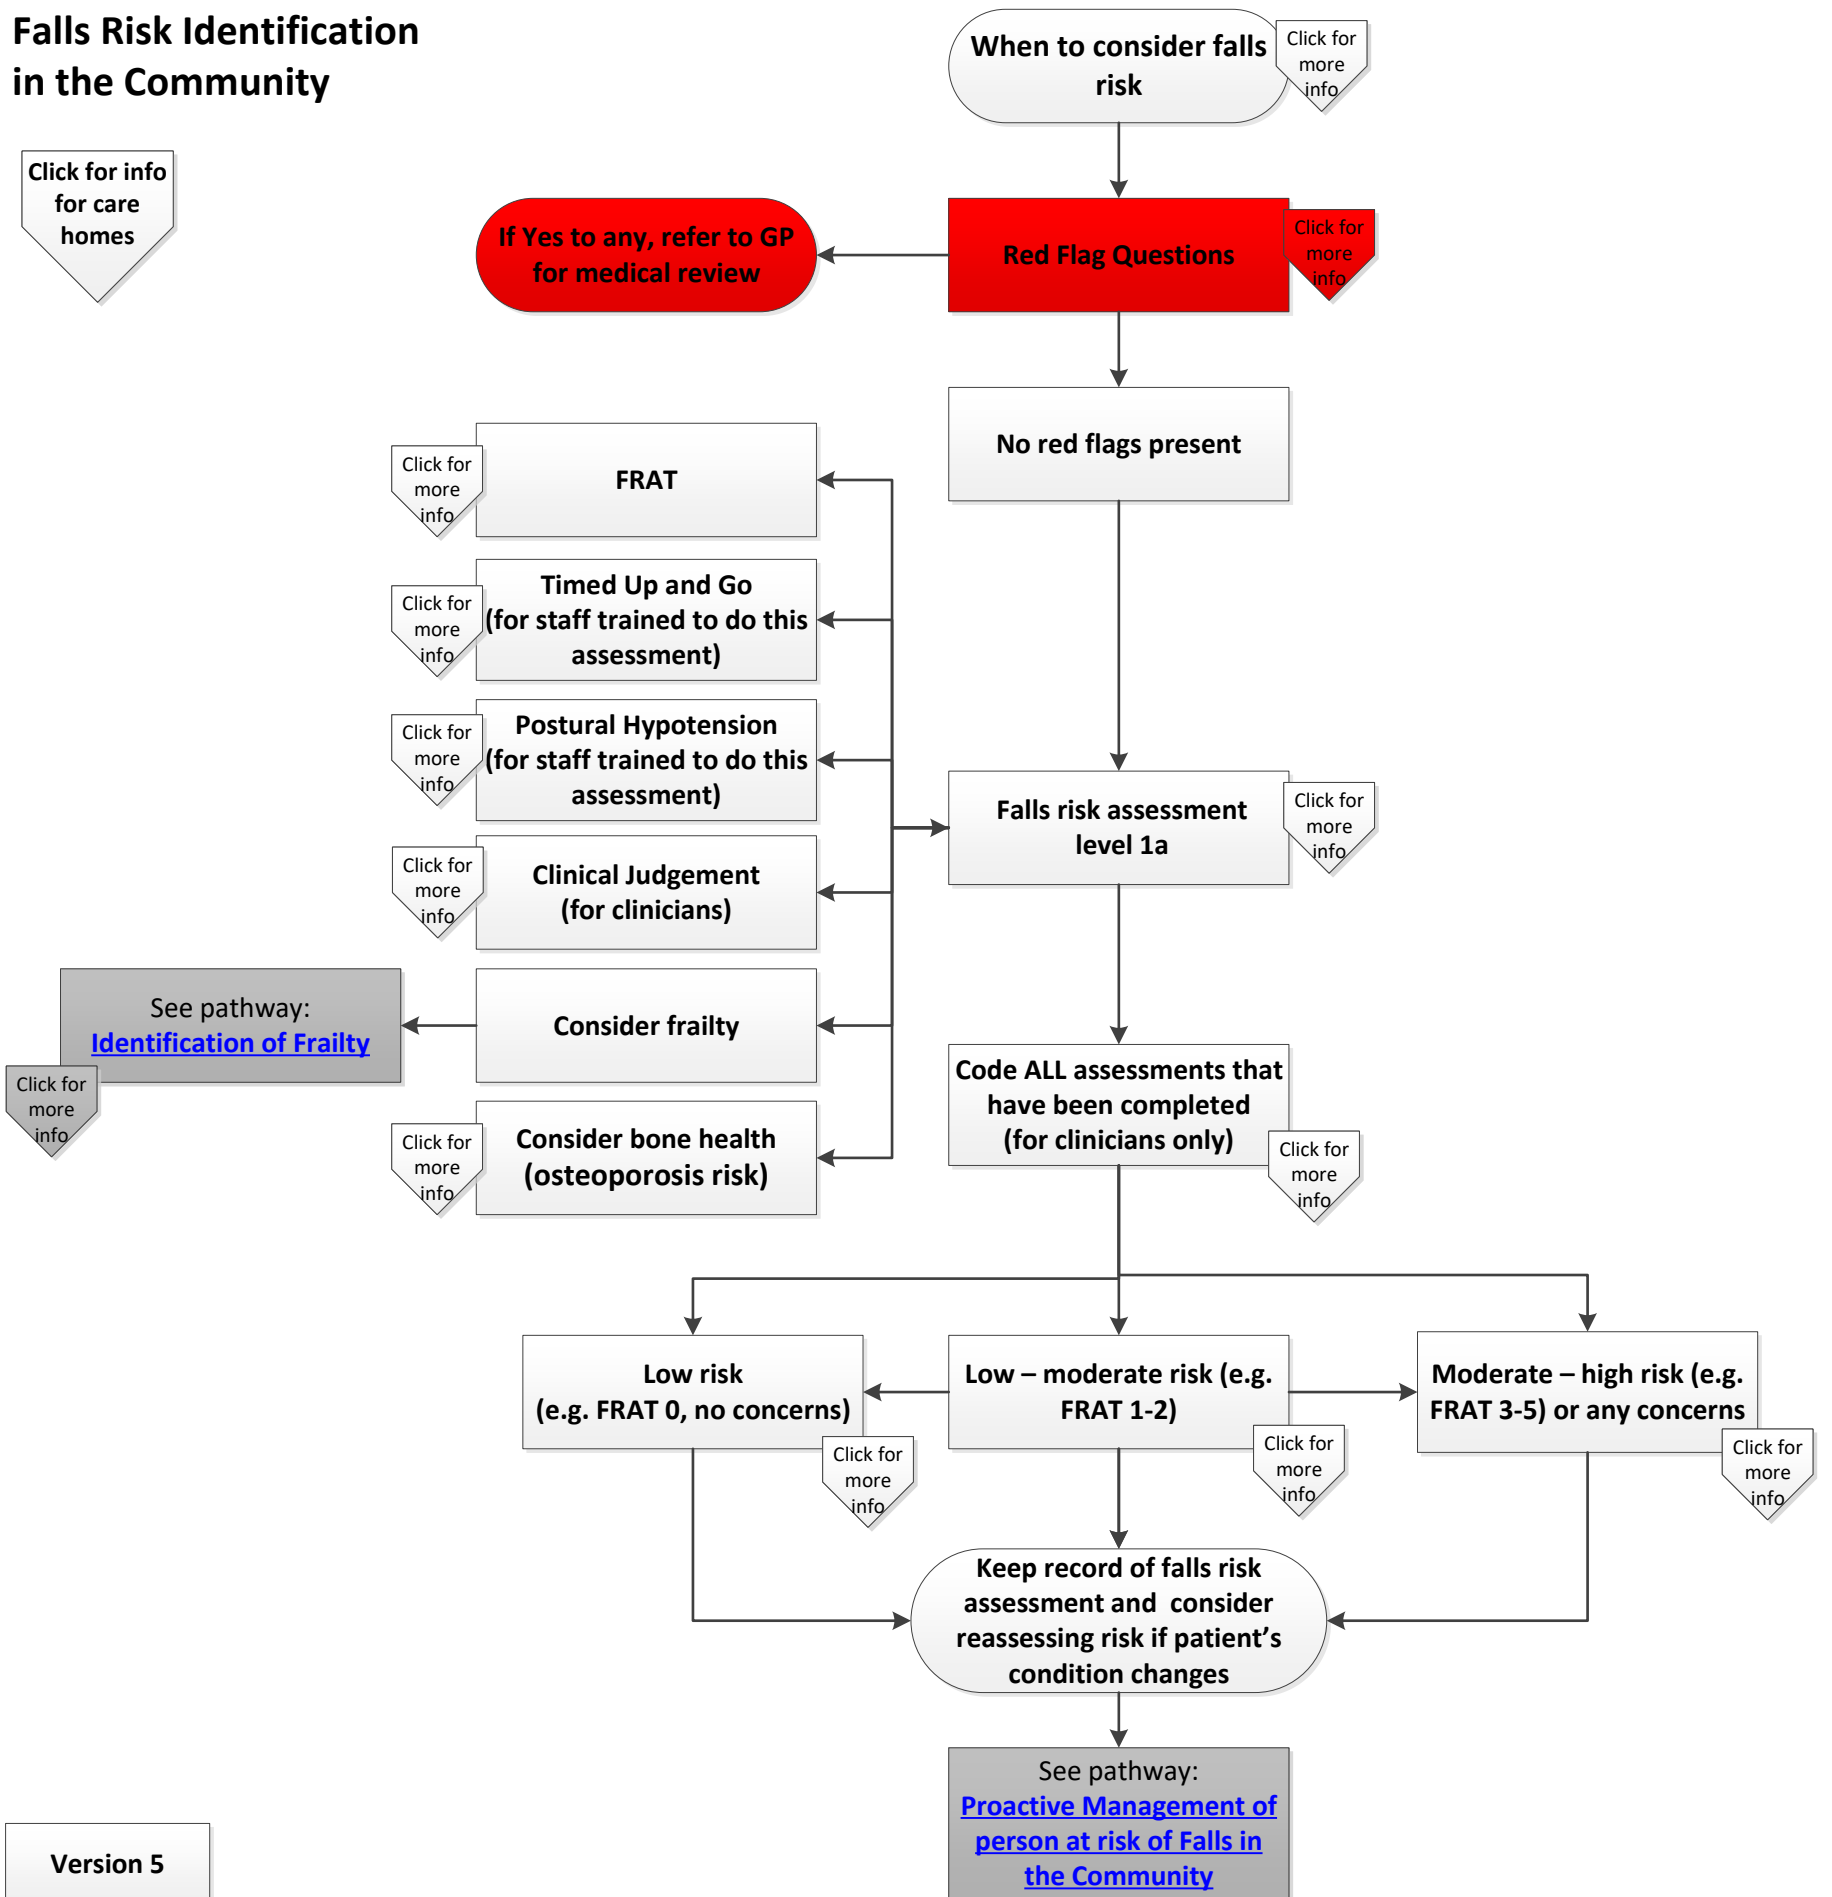 Falls Risk Identification
in the Community
When to consider falls
risk
Click for
more
info
Click for info
for care
homes
If Yes to any, refer to GP
for medical review
Red Flag Questions
Click for
more
info
No red flags present
Click for
more
info
FRAT
Click for
more
info
Timed Up and Go
(for staff trained to do this
assessment)
Click for
more
info
Postural Hypotension
(for staff trained to do this
assessment)
Falls risk assessment
level 1a
Click for
more
info
Click for
more
info
Clinical Judgement
(for clinicians)
See pathway:
Identification of Frailty
Click for
more
info
Consider frailty
Code ALL assessments that
have been completed
(for clinicians only)
Click for
more
info
Click for
more
info
Consider bone health
(osteoporosis risk)
Low risk
(e.g. FRAT 0, no concerns)
Click for
more
info
Low – moderate risk (e.g.
FRAT 1-2)
Click for
more
info
Moderate – high risk (e.g.
FRAT 3-5) or any concerns
Click for
more
info
Keep record of falls risk
assessment and consider
reassessing risk if patient's
condition changes
See pathway:
Proactive Management of
person at risk of Falls in
the Community
Version 5